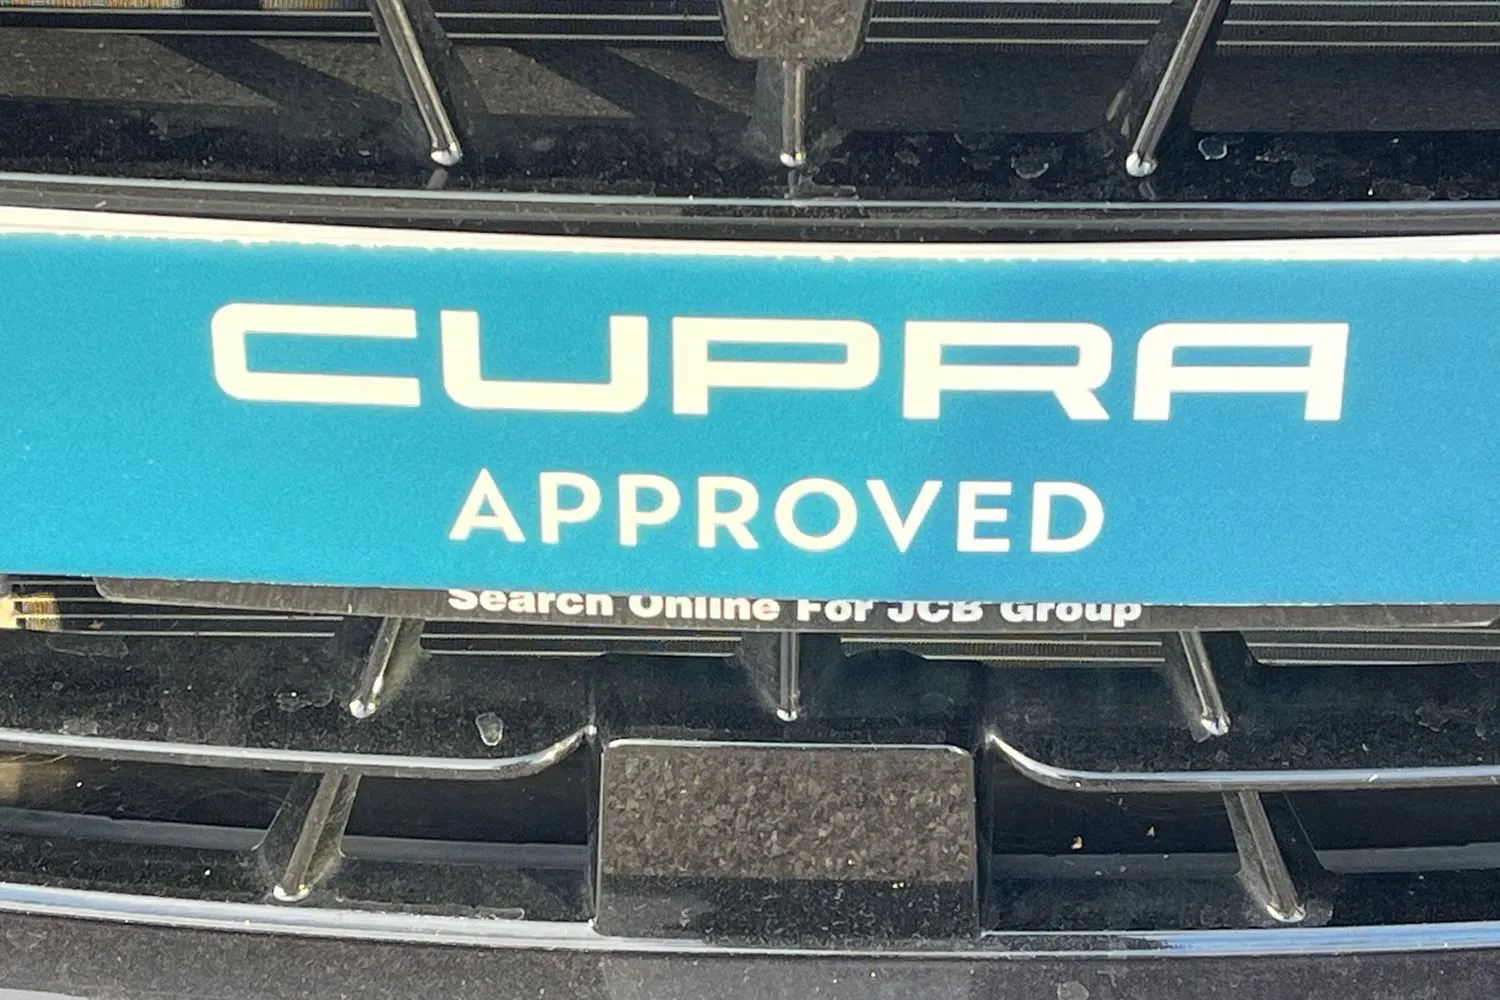 CUPRA
APPROVED
Search Online For JCB Group